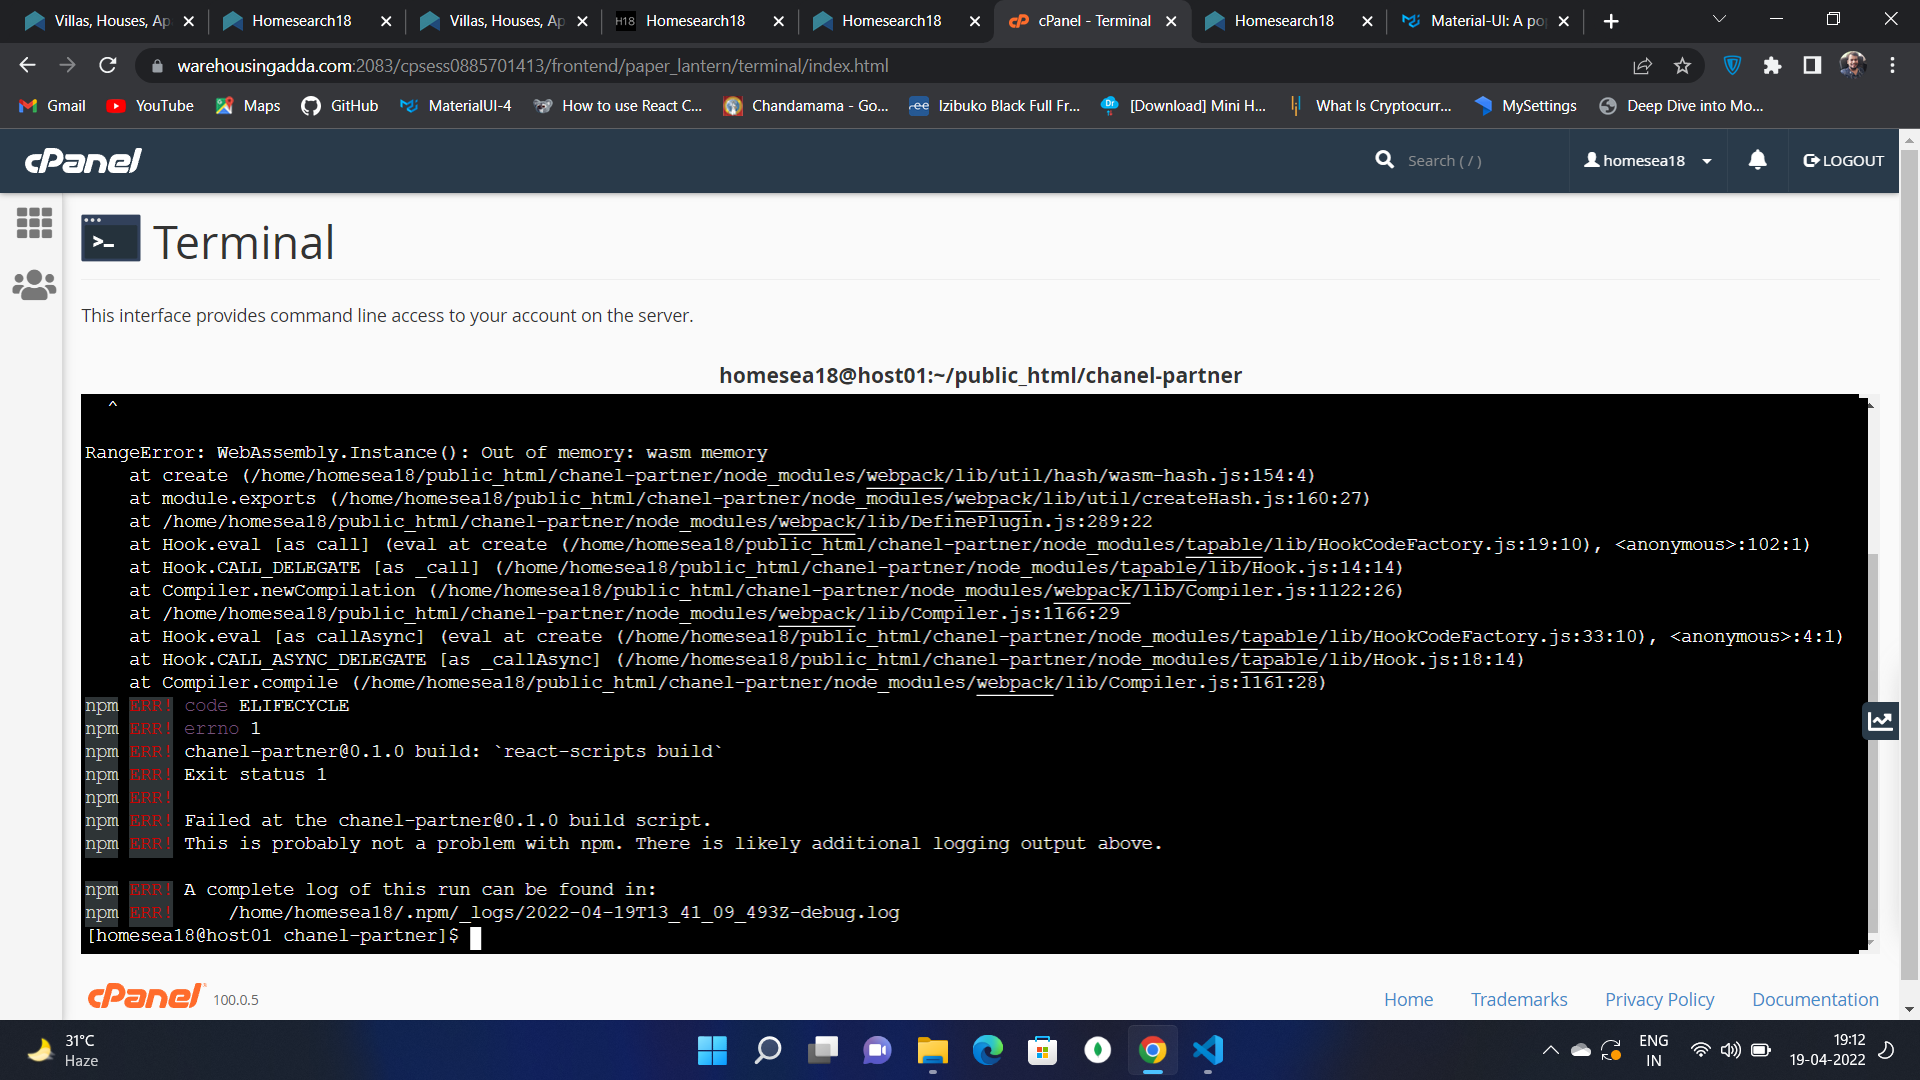 Villas, Houses, Ap
Homesearch18
Villas, Houses, Ap
H18 Homesearch18
Homesearch18
cPanel - Terminal
Homesearch18
Material-UI: A po
warehousingadda.com:2083/cpsess0885701413/frontend/paper_lantern/terminal/index.html
Gmail
YouTube
Maps
GitHub
MaterialUI-4
How to use React C...
Chandamama - Go...
Izibuko Black Full Fr...
[Download] Mini H...
What Is Cryptocurr...
MySettings
Deep Dive into Mo...
cPanel
Search ( / )
homesea18
LOGOUT
>_ Terminal
This interface provides command line access to your account on the server.
homesea18@host01:~/public_html/chanel-partner
^
RangeError: WebAssembly.Instance(): Out of memory: wasm memory
at create (/home/homesea18/public_html/chanel-partner/node_modules/webpack/lib/util/hash/wasm-hash.js:154:4)
at module.exports (/home/homesea18/public_html/chanel-partner/node_modules/webpack/lib/util/createHash.js:160:27)
at /home/homesea18/public_html/chanel-partner/node_modules/webpack/lib/DefinePlugin.js:289:22
at Hook.eval [as call] (eval at create (/home/homesea18/public_html/chanel-partner/node_modules/tapable/lib/HookCodeFactory.js:19:10), <anonymous>:102:1)
at Hook.CALL_DELEGATE [as _call] (/home/homesea18/public_html/chanel-partner/node_modules/tapable/lib/Hook.js:14:14)
at Compiler.newCompilation (/home/homesea18/public_html/chanel-partner/node_modules/webpack/lib/Compiler.js:1122:26)
at /home/homesea18/public_html/chanel-partner/node_modules/webpack/lib/Compiler.js:1166:29
at Hook.eval [as callAsync] (eval at create (/home/homesea18/public_html/chanel-partner/node_modules/tapable/lib/HookCodeFactory.js:33:10), <anonymous>:4:1)
at Hook.CALL_ASYNC_DELEGATE [as _callAsync] (/home/homesea18/public_html/chanel-partner/node_modules/tapable/lib/Hook.js:18:14)
at Compiler.compile (/home/homesea18/public_html/chanel-partner/node_modules/webpack/lib/Compiler.js:1161:28)
npm ERR! code ELIFECYCLE
npm ERR! errno 1
npm ERR! chanel-partner@0.1.0 build: `react-scripts build`
npm ERR! Exit status 1
npm ERR!
npm ERR! Failed at the chanel-partner@0.1.0 build script.
npm ERR! This is probably not a problem with npm. There is likely additional logging output above.
npm ERR! A complete log of this run can be found in:
npm ERR!     /home/homesea18/.npm/_logs/2022-04-19T13_41_09_493Z-debug.log
[homesea18@host01 chanel-partner]$
cPanel 100.0.5
Home
Trademarks
Privacy Policy
Documentation
31°C
Haze
ENG
IN
19:12
19-04-2022